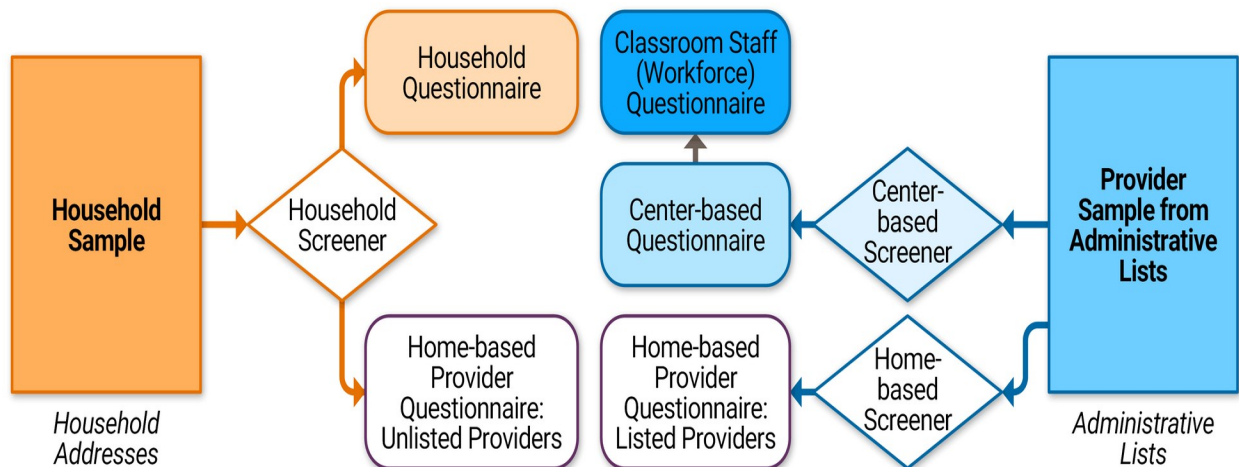 Household
Sample
Household
Addresses
Household
Screener
Household
Questionnaire
Home-based
Provider
Questionnaire:
Unlisted Providers
Classroom Staff
(Workforce)
Questionnaire
Center-based
Questionnaire
Home-based
Provider
Questionnaire:
Listed Providers
Center-
based
Screener
Home-
based
Screener
Provider
Sample from
Administrative
Lists
Administrative
Lists